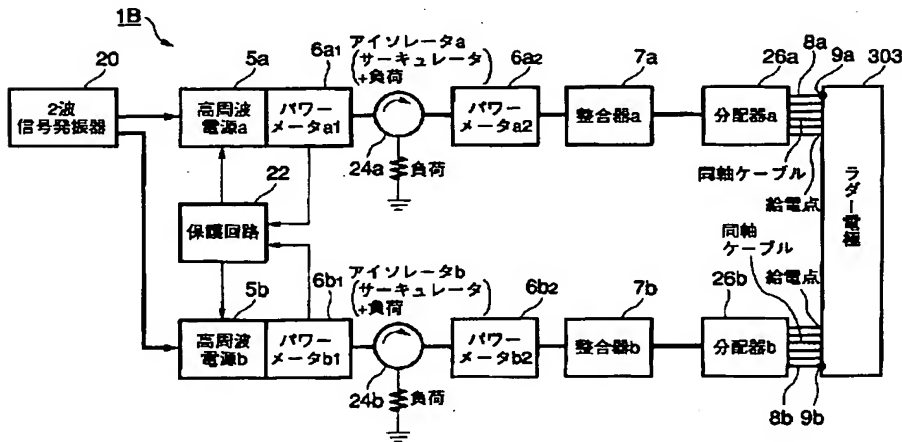 1B
20
2波
信号発振器
5a
高周波
電源a
6a1
パワー
メータa1
アイソレータa
(サーキュレータ
+負荷)
24a
負荷
6a2
パワー
メータa2
7a
整合器a
26a
分配器a
8a
9a
303
同軸ケーブル
給電点
ラダー電極
22
保護回路
5b
高周波
電源b
6b1
パワー
メータb1
アイソレータb
(サーキュレータ
+負荷)
24b
負荷
6b2
パワー
メータb2
7b
整合器b
同軸
ケーブル
26b
給電点
分配器b
8b
9b